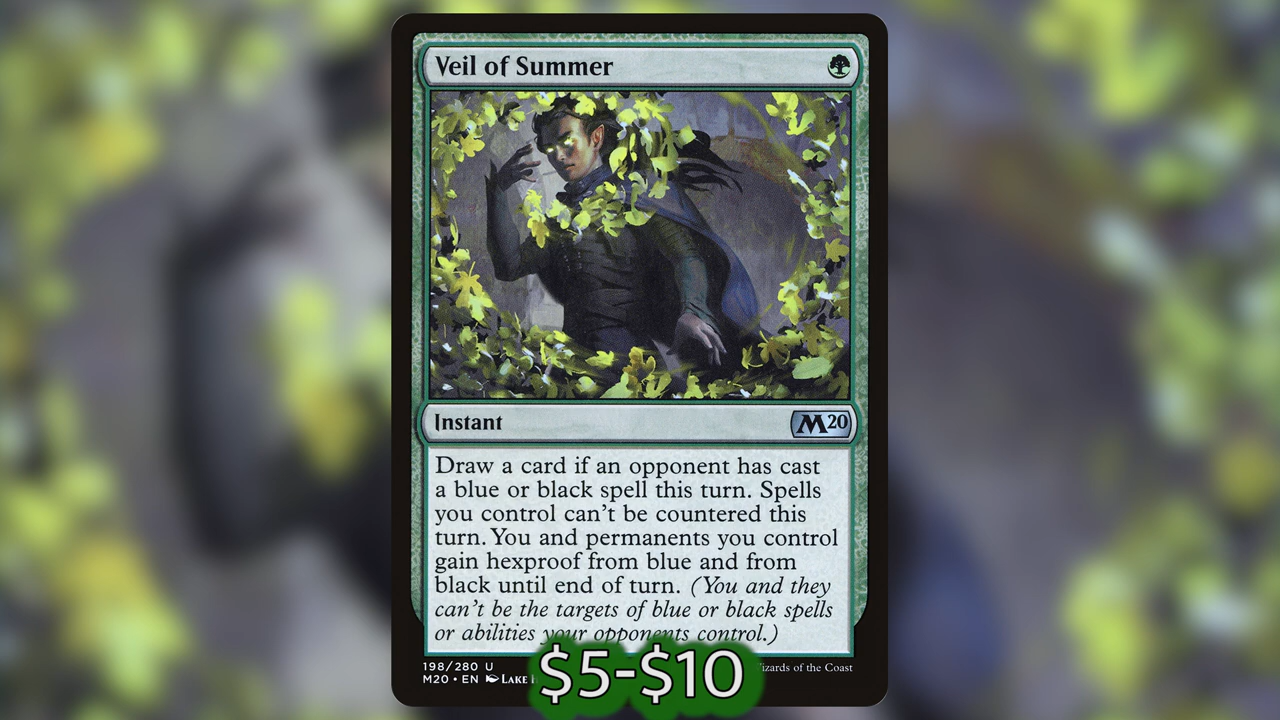 Veil of Summer
Instant
M20
Draw a card if an opponent has cast
a blue or black spell this turn. Spells
you control can't be countered this
turn. You and permanents you control
gain hexproof from blue and from
black until end of turn. (You and they
can't be the targets of blue or black spells
or abilities your opponents control.)
198/280 U
M20 • EN LAKE
of the Coast
$5-$10